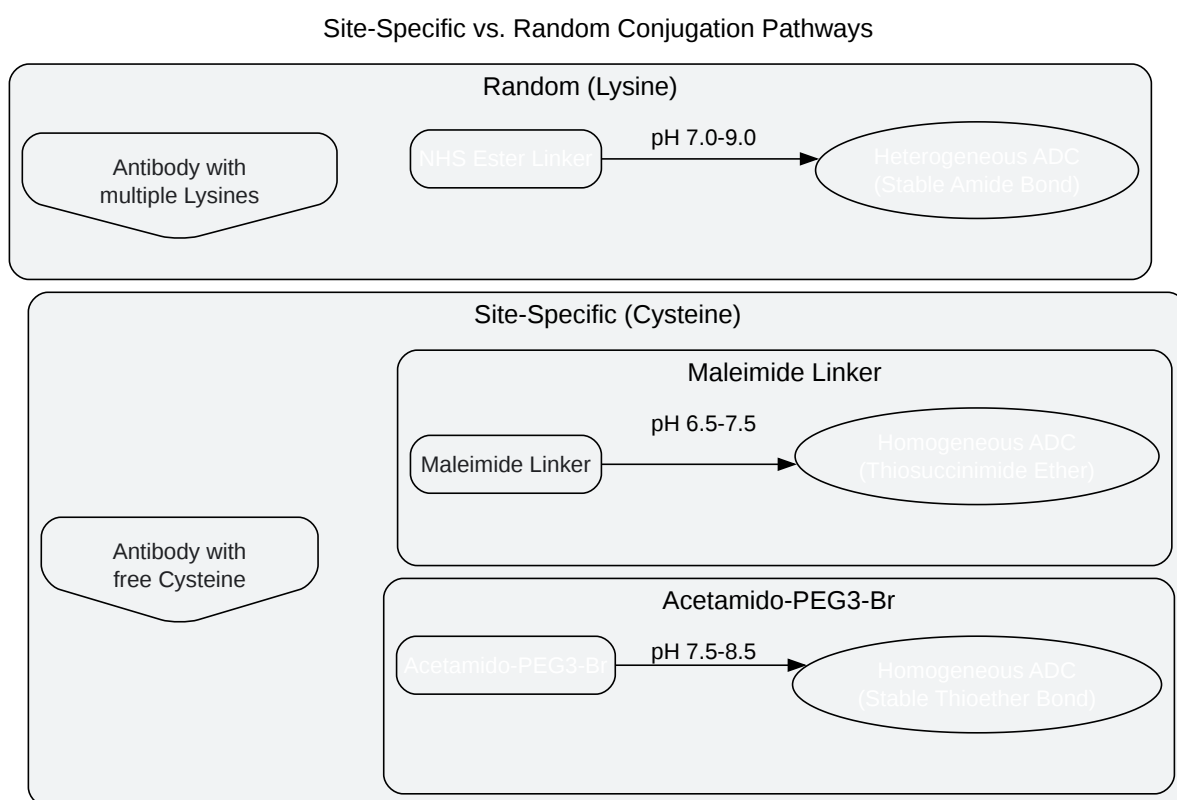 Site-Specific vs. Random Conjugation Pathways
Random (Lysine)
Antibody with
multiple Lysines
NHS Ester Linker
pH 7.0-9.0
Heterogeneous ADC
(Stable Amide Bond)
Site-Specific (Cysteine)
Antibody with
free Cysteine
Maleimide Linker
Maleimide Linker
pH 6.5-7.5
Homogeneous ADC
(Thiosuccinimide Ether)
Acetamido-PEG3-Br
Acetamido-PEG3-Br
pH 7.5-8.5
Homogeneous ADC
(Stable Thioether Bond)